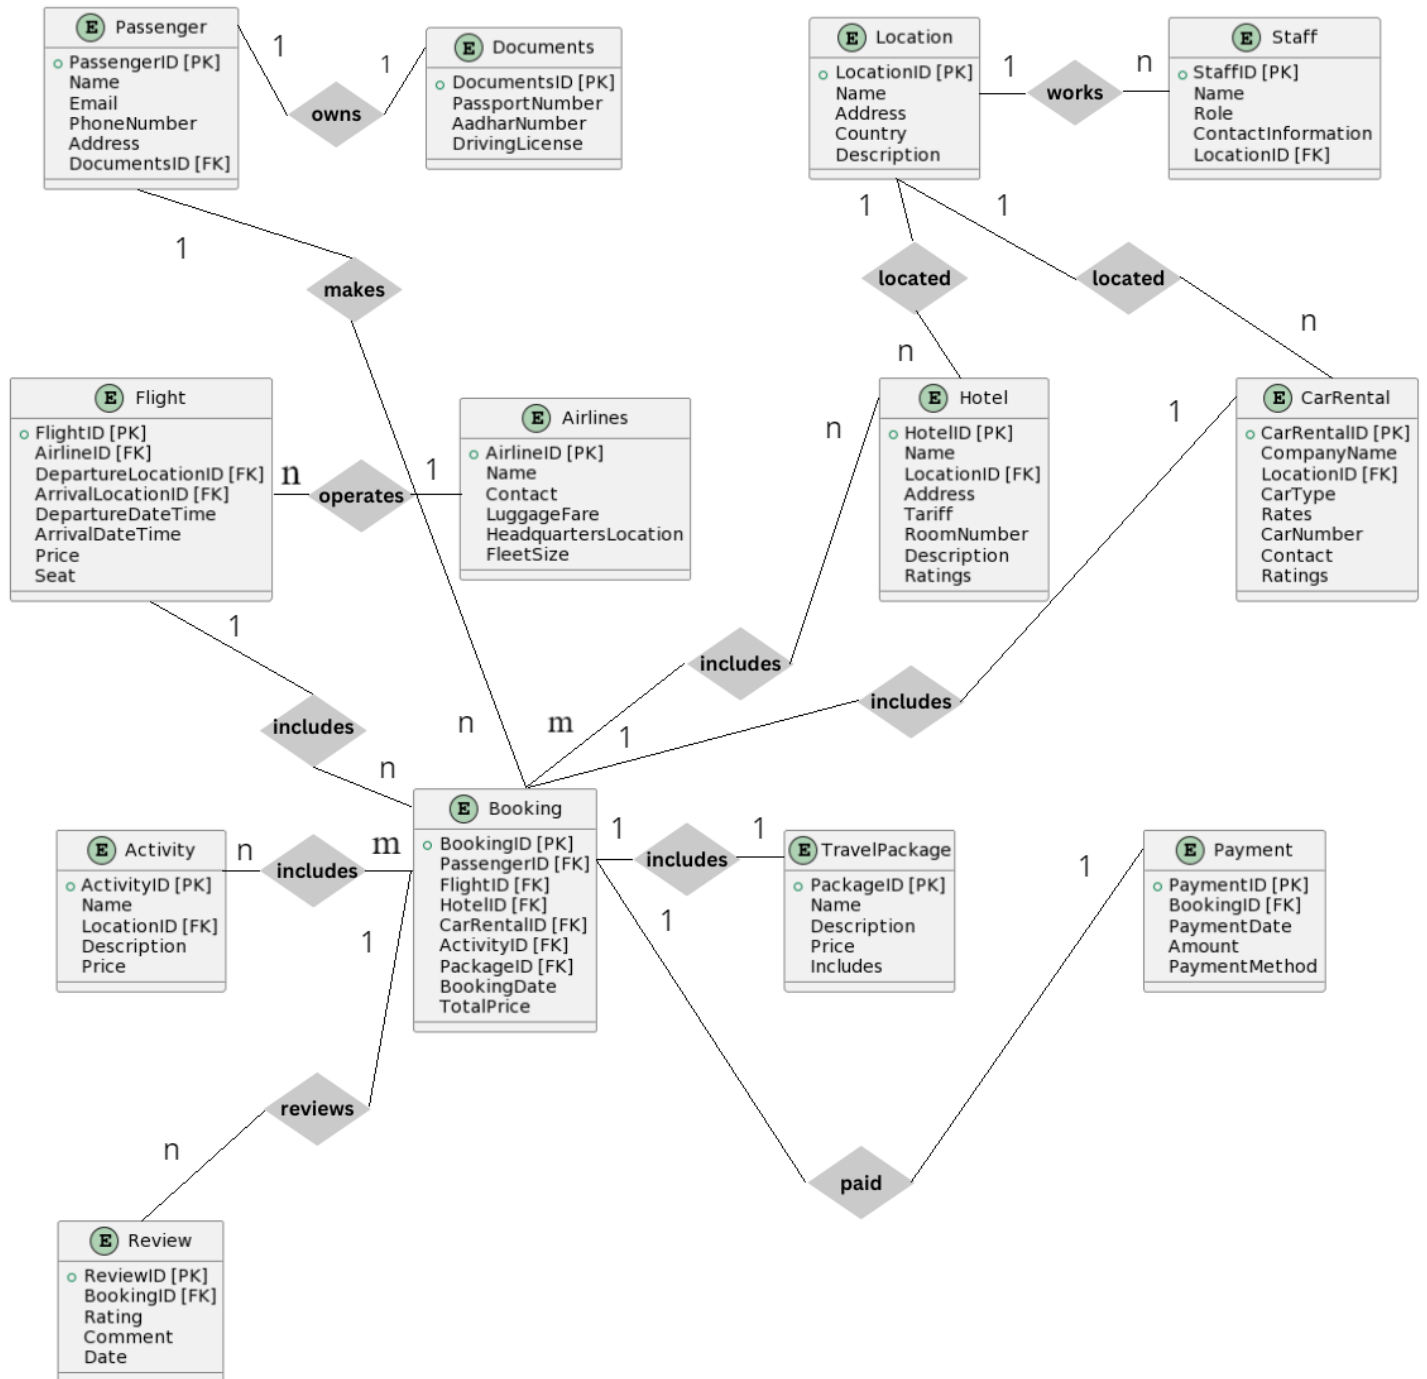 E Passenger
PassengerID [PK]
Name
Email
PhoneNumber
Address
DocumentsID [FK]
1
1
owns
E Documents
DocumentsID [PK]
PassportNumber
AadharNumber
DrivingLicense
E Location
LocationID [PK]
Name
Address
Country
Description
1
works
n
E Staff
StaffID [PK]
Name
Role
ContactInformation
LocationID [FK]
1
makes
1
located
n
1
located
n
E Flight
FlightID [PK]
AirlineID [FK]
DepartureLocationID [FK]
ArrivalLocationID [FK]
DepartureDateTime
ArrivalDateTime
Price
Seat
n
operates
1
E Airlines
AirlineID [PK]
Name
Contact
LuggageFare
HeadquartersLocation
FleetSize
E Hotel
HotelID [PK]
Name
LocationID [FK]
Address
Tariff
RoomNumber
Description
Ratings
E CarRental
CarRentalID [PK]
CompanyName
LocationID [FK]
CarType
Rates
CarNumber
Contact
Ratings
n
1
1
includes
n
n
m
includes
1
includes
E Activity
ActivityID [PK]
Name
LocationID [FK]
Description
Price
n
includes
m
E Booking
BookingID [PK]
PassengerID [FK]
FlightID [FK]
HotelID [FK]
CarRentalID [FK]
ActivityID [FK]
PackageID [FK]
BookingDate
TotalPrice
1
includes
1
E TravelPackage
PackageID [PK]
Name
Description
Price
Includes
1
E Payment
PaymentID [PK]
BookingID [FK]
PaymentDate
Amount
PaymentMethod
1
1
reviews
n
paid
E Review
ReviewID [PK]
BookingID [FK]
Rating
Comment
Date